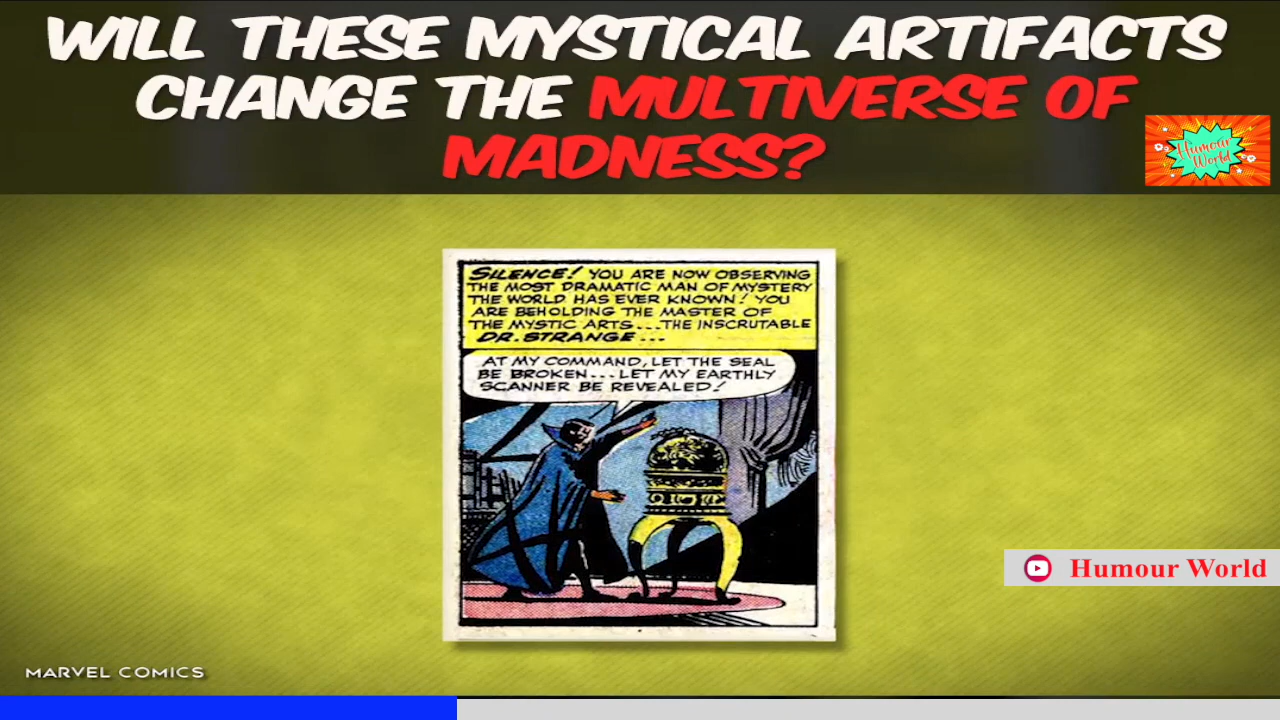 WILL THESE MYSTICAL ARTIFACTS
CHANGE THE MULTIVERSE OF
MADNESS?
Humour
World
SILENCE! YOU ARE NOW OBSERVING
THE MOST DRAMATIC MAN OF MYSTERY
THE WORLD HAS EVER KNOWN! YOU
ARE BEHOLDING THE MASTER OF
THE MYSTIC ARTS...THE INSCRUTABLE
DR. STRANGE...
AT MY COMMAND, LET THE SEAL
BE BROKEN...LET MY EARTHLY
SCANNER BE REVEALED!
Humour World
MARVEL COMICS